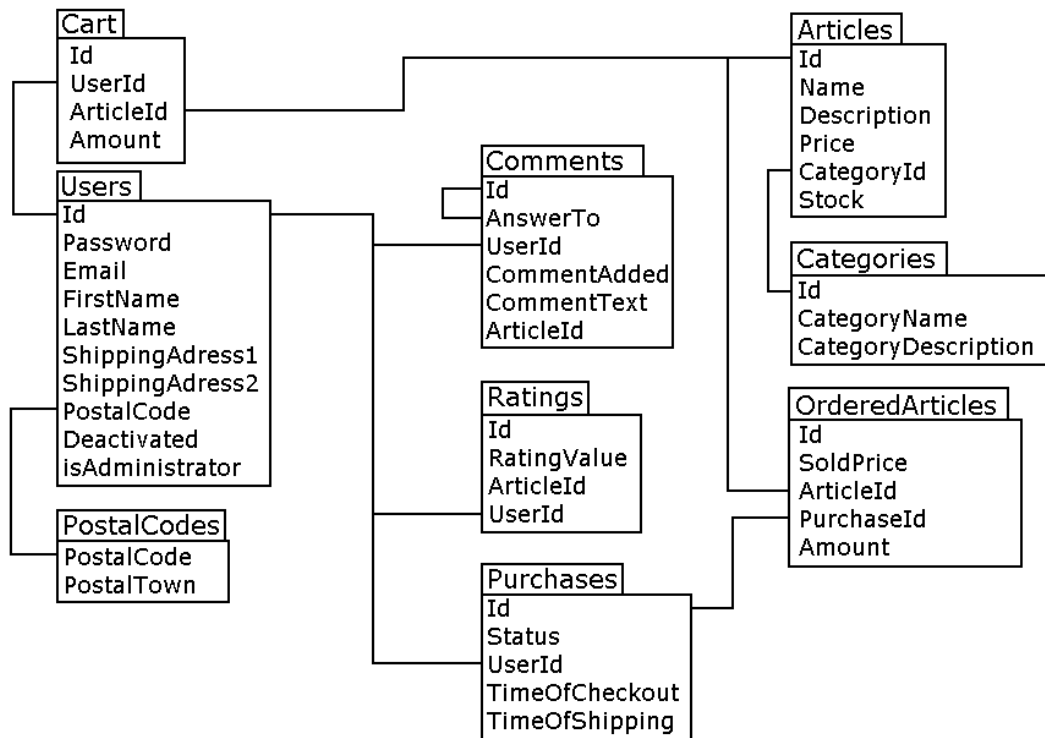 Cart
Id
UserId
ArticleId
Amount
Users
Id
Password
Email
FirstName
LastName
ShippingAdress1
ShippingAdress2
PostalCode
Deactivated
isAdministrator
PostalCodes
PostalCode
PostalTown
Comments
Id
AnswerTo
UserId
CommentAdded
CommentText
ArticleId
Ratings
Id
RatingValue
ArticleId
UserId
Purchases
Id
Status
UserId
TimeOfCheckout
TimeOfShipping
Articles
Id
Name
Description
Price
CategoryId
Stock
Categories
Id
CategoryName
CategoryDescription
OrderedArticles
Id
SoldPrice
ArticleId
PurchaseId
Amount